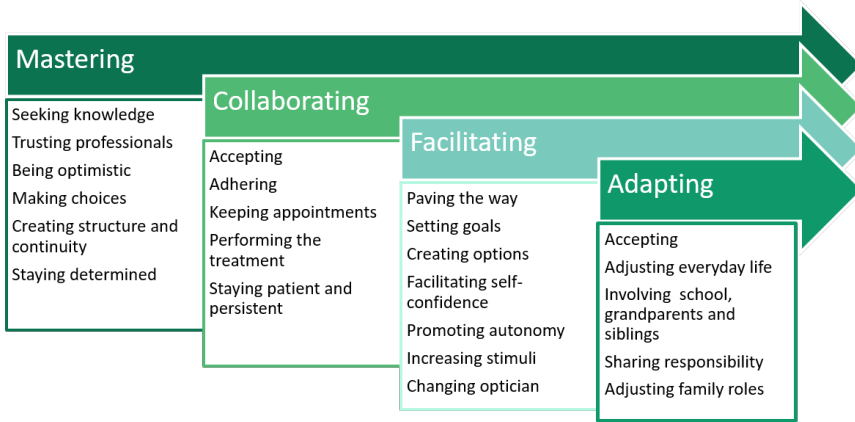 Mastering
Seeking knowledge
Trusting professionals
Being optimistic
Making choices
Creating structure and
continuity
Staying determined
Collaborating
Accepting
Adhering
Keeping appointments
Performing the
treatment
Staying patient and
persistent
Facilitating
Paving the way
Setting goals
Creating options
Facilitating self-
confidence
Promoting autonomy
Increasing stimuli
Changing optician
Adapting
Accepting
Adjusting everyday life
Involving  school,
grandparents and
siblings
Sharing responsibility
Adjusting family roles